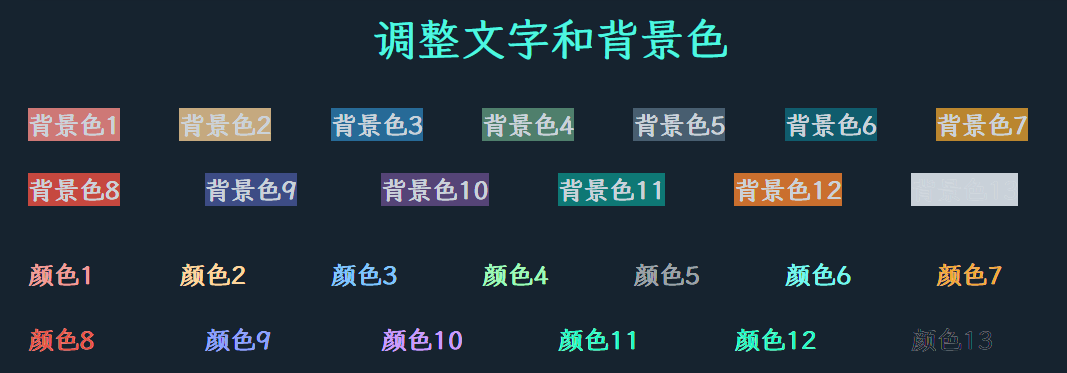 调整文字和背景色
背景色1 背景色2 背景色3 背景色4 背景色5 背景色6 背景色7
背景色8 背景色9 背景色10 背景色11 背景色12
颜色1 颜色2 颜色3 颜色4 颜色5 颜色6 颜色7
颜色8 颜色9 颜色10 颜色11 颜色12 颜色13